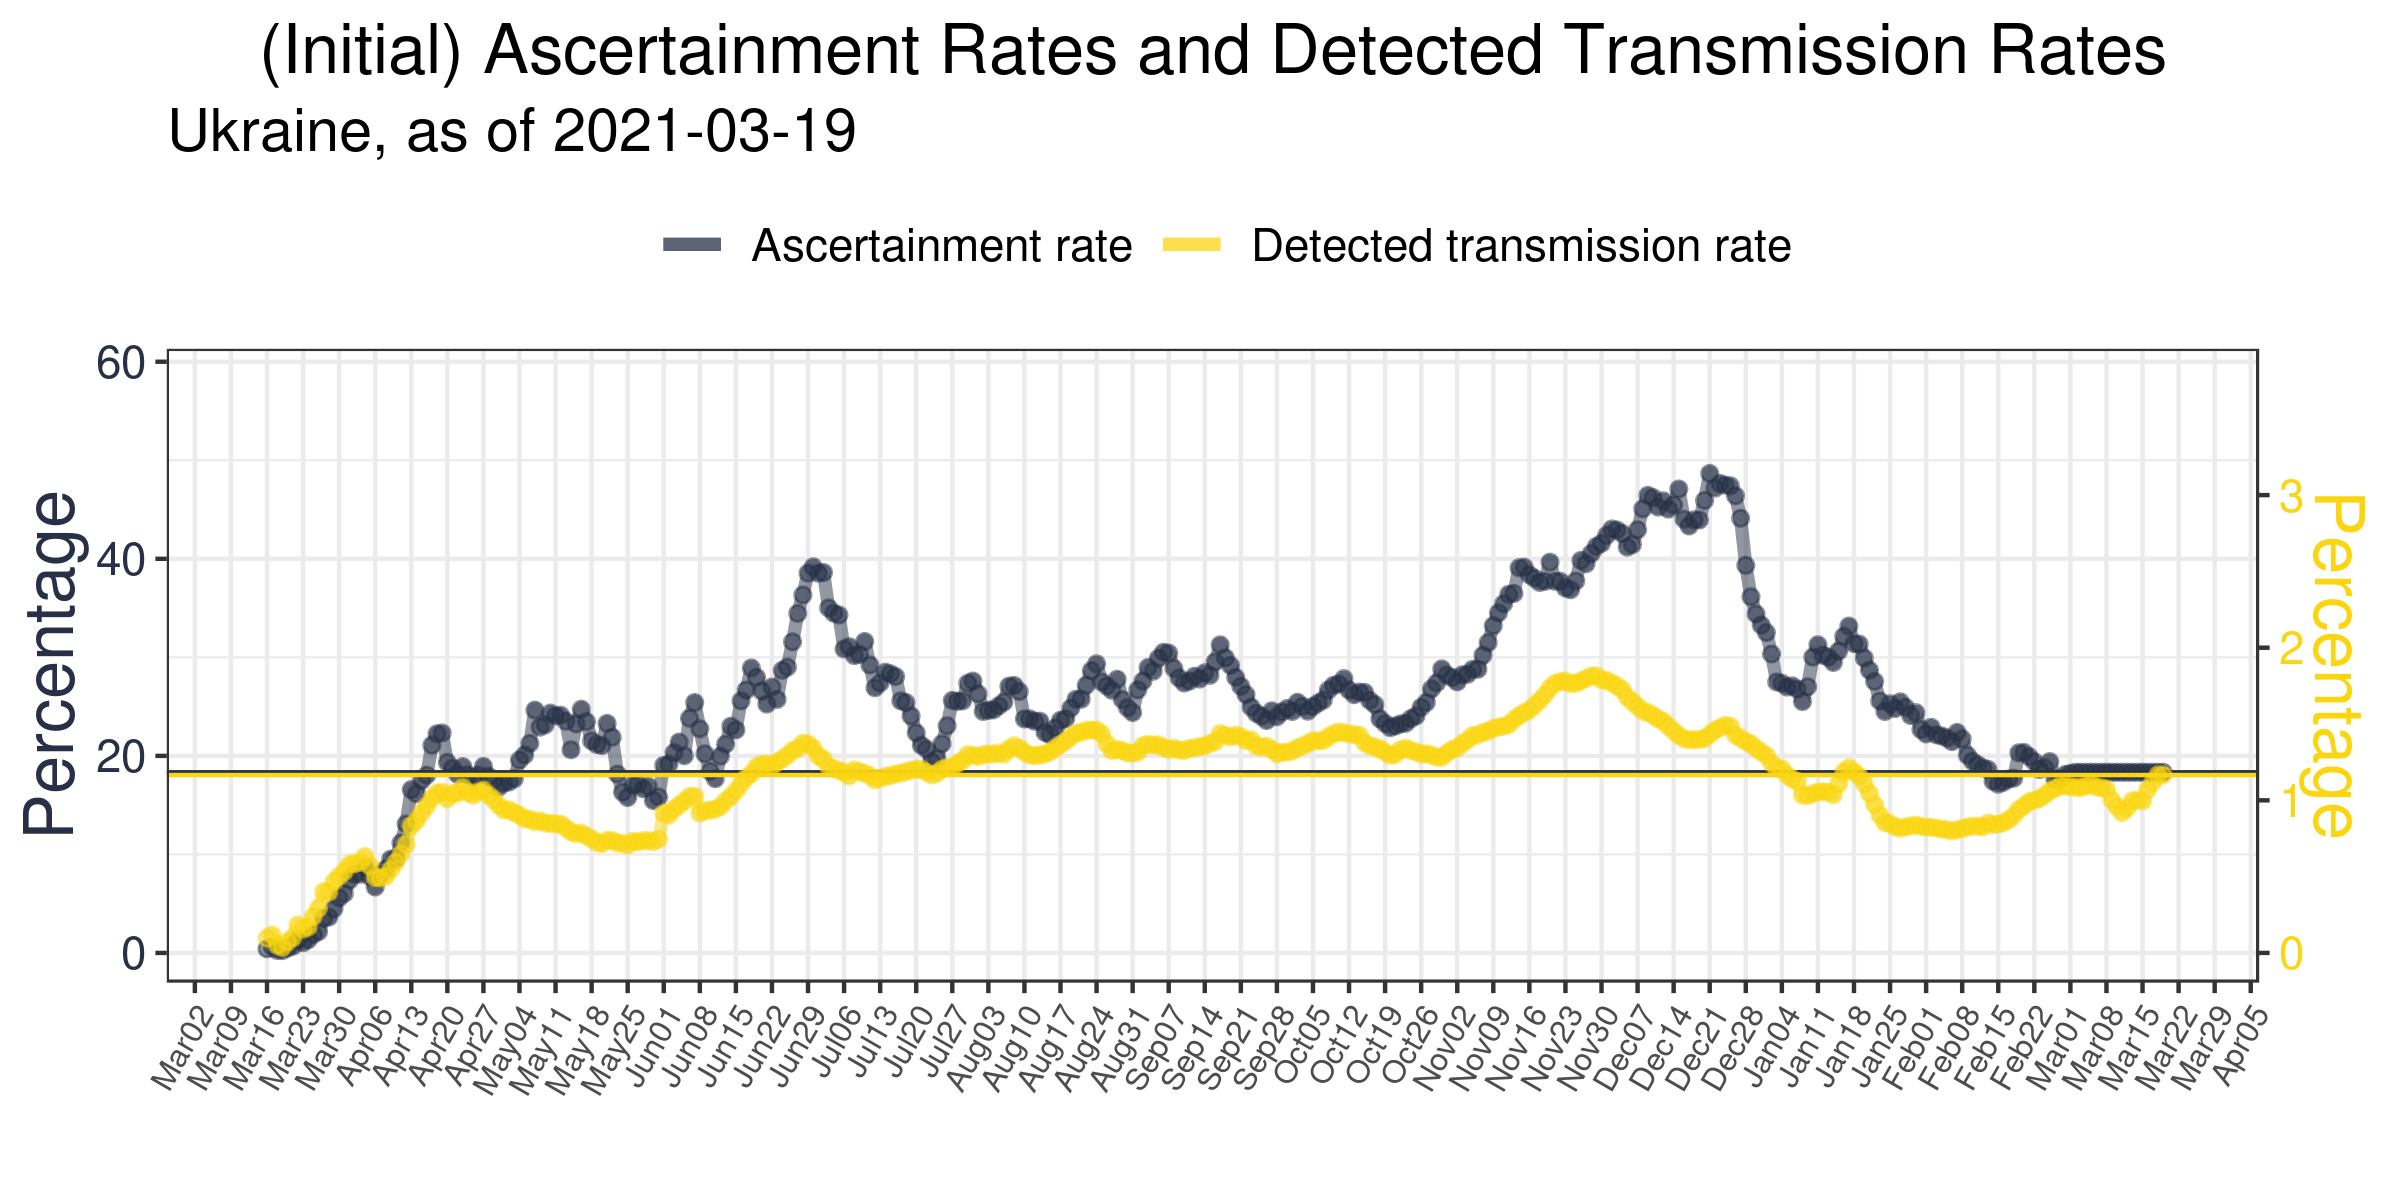 (Initial) Ascertainment Rates and Detected Transmission Rates
Ukraine, as of 2021-03-19
Ascertainment rate
Detected transmission rate
Percentage
60
40
20
0
3
2
1
0
Percentage
Mar02
Mar09
Mar16
Mar23
Mar30
Apr06
Apr13
Apr20
Apr27
May04
May11
May18
May25
Jun01
Jun08
Jun15
Jun22
Jun29
Jul06
Jul13
Jul20
Jul27
Aug03
Aug10
Aug17
Aug24
Aug31
Sep07
Sep14
Sep21
Sep28
Oct05
Oct12
Oct19
Oct26
Nov02
Nov09
Nov16
Nov23
Nov30
Dec07
Dec14
Dec21
Dec28
Dec04
Jan11
Jan18
Jan25
Feb01
Feb08
Feb15
Feb22
Mar01
Mar08
Mar15
Mar22
Mar29
Apr05